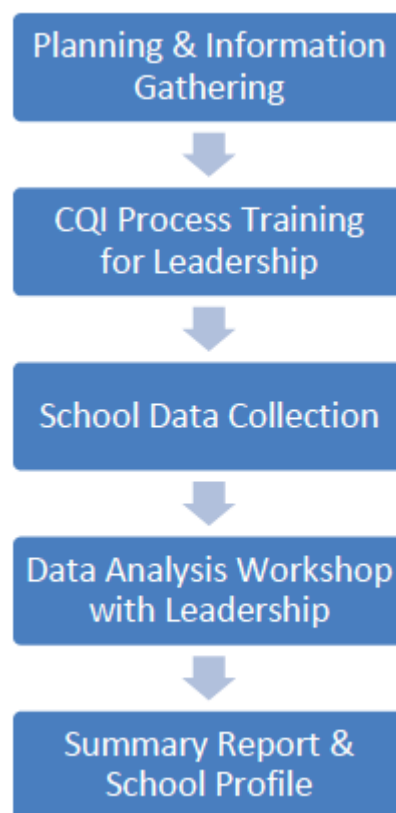 Planning & Information
Gathering
CQI Process Training
for Leadership
School Data Collection
Data Analysis Workshop
with Leadership
Summary Report &
School Profile